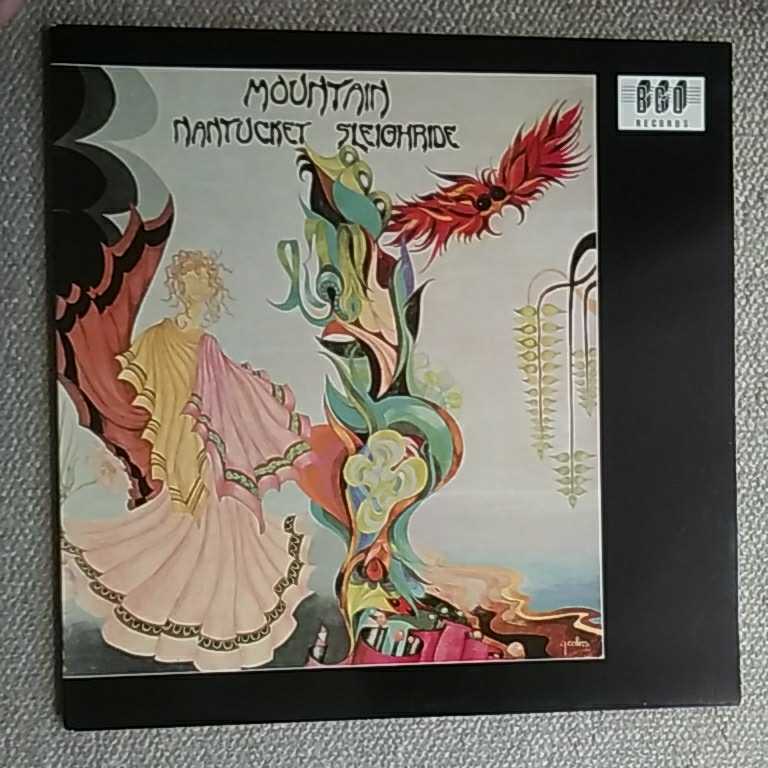 MOUNTAIN
NANTUCKET SLEIGHRIDE
BGO
RECORDS